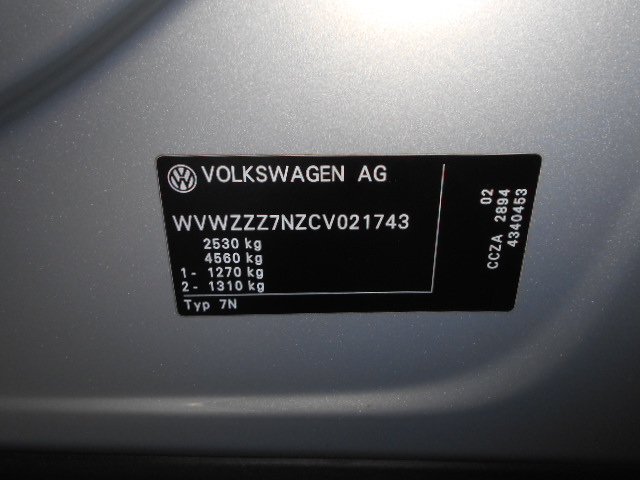 VOLKSWAGEN AG
WVWZZZ7NZCV021743
2530 kg
4560 kg
1- 1270 kg
2- 1310 kg
Typ 7N
02
CCZA 2894
4340453